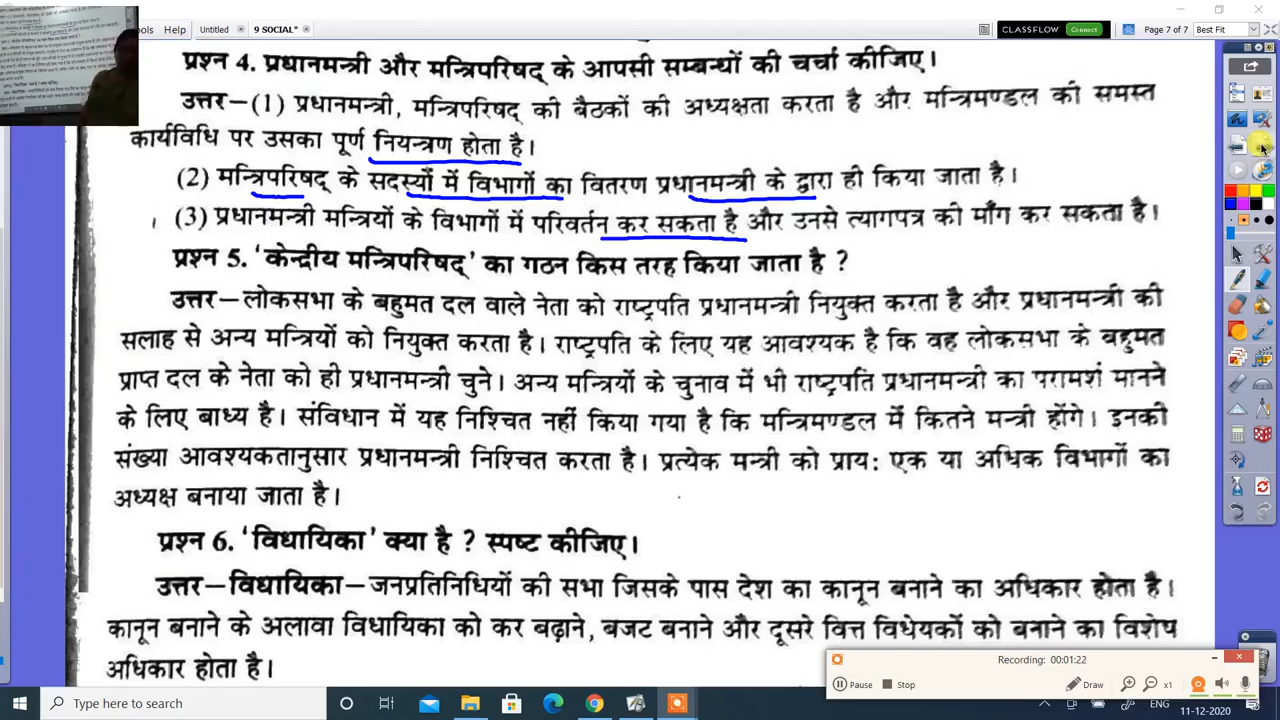 ools Help Untitled 9 SOCIAL* CLASSFLOW Connect Page 7 of 7 Best Fit
प्रश्न 4. प्रधानमन्त्री और मन्त्रिपरिषद् के आपसी सम्बन्धों की चर्चा कीजिए।
उत्तर–(1) प्रधानमन्त्री, मन्त्रिपरिषद् की बैठकों की अध्यक्षता करता है और मन्त्रिमण्डल की समस्त
कार्यविधि पर उसका पूर्ण नियन्त्रण होता है।
(2) मन्त्रिपरिषद् के सदस्यों में विभागों का वितरण प्रधानमन्त्री के द्वारा ही किया जाता है।
(3) प्रधानमन्त्री मन्त्रियों के विभागों में परिवर्तन कर सकता है और उनसे त्यागपत्र की माँग कर सकता है।
प्रश्न 5. ‘केन्द्रीय मन्त्रिपरिषद्’ का गठन किस तरह किया जाता है ?
उत्तर–लोकसभा के बहुमत दल वाले नेता को राष्ट्रपति प्रधानमन्त्री नियुक्त करता है और प्रधानमन्त्री की
सलाह से अन्य मन्त्रियों को नियुक्त करता है। राष्ट्रपति के लिए यह आवश्यक है कि वह लोकसभा के बहुमत
प्राप्त दल के नेता को ही प्रधानमन्त्री चुने। अन्य मन्त्रियों के चुनाव में भी राष्ट्रपति प्रधानमन्त्री का परामर्श मानने
के लिए बाध्य है। संविधान में यह निश्चित नहीं किया गया है कि मन्त्रिमण्डल में कितने मन्त्री होंगे। इनकी
संख्या आवश्यकतानुसार प्रधानमन्त्री निश्चित करता है। प्रत्येक मन्त्री को प्राय: एक या अधिक विभागों का
अध्यक्ष बनाया जाता है।
प्रश्न 6. ‘विधायिका’ क्या है ? स्पष्ट कीजिए।
उत्तर–विधायिका–जनप्रतिनिधियों की सभा जिसके पास देश का कानून बनाने का अधिकार होता है।
कानून बनाने के अलावा विधायिका को कर बढ़ाने, बजट बनाने और दूसरे वित्त विधेयकों को बनाने का विशेष
अधिकार होता है।
Recording: 00:01:22
Pause Stop Draw x1
Type here to search
ENG
11-12-2020